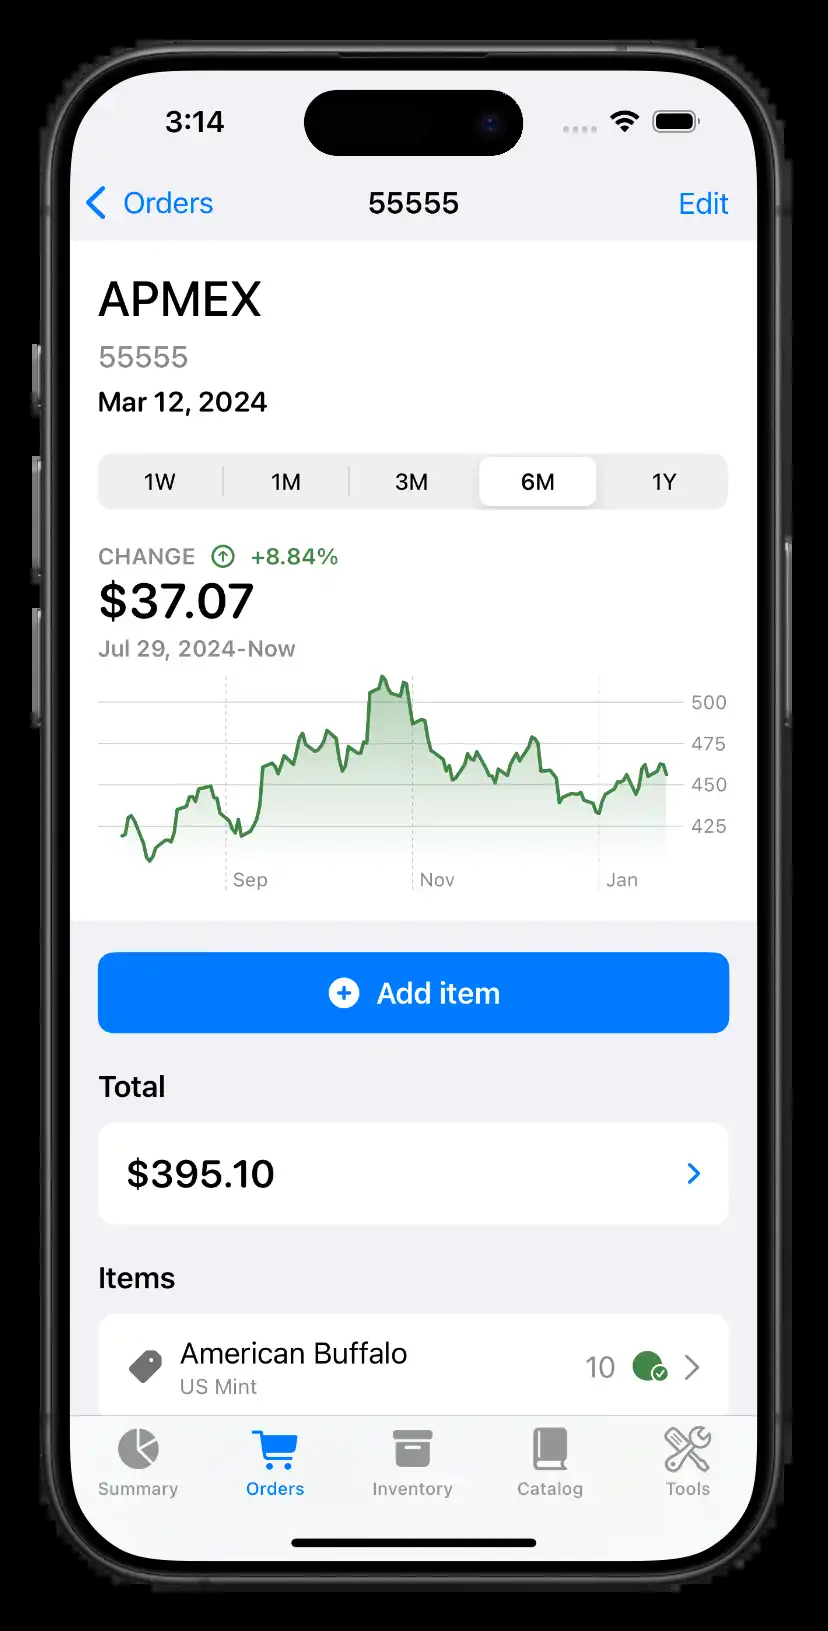 3:14
Orders
55555
Edit
APMEX
55555
Mar 12, 2024
1W 1M 3M 6M 1Y
CHANGE +8.84%
$37.07
Jul 29, 2024-Now
500
475
450
425
Sep Nov Jan
Add item
Total
$395.10
Items
American Buffalo
US Mint
10
Summary Orders Inventory Catalog Tools